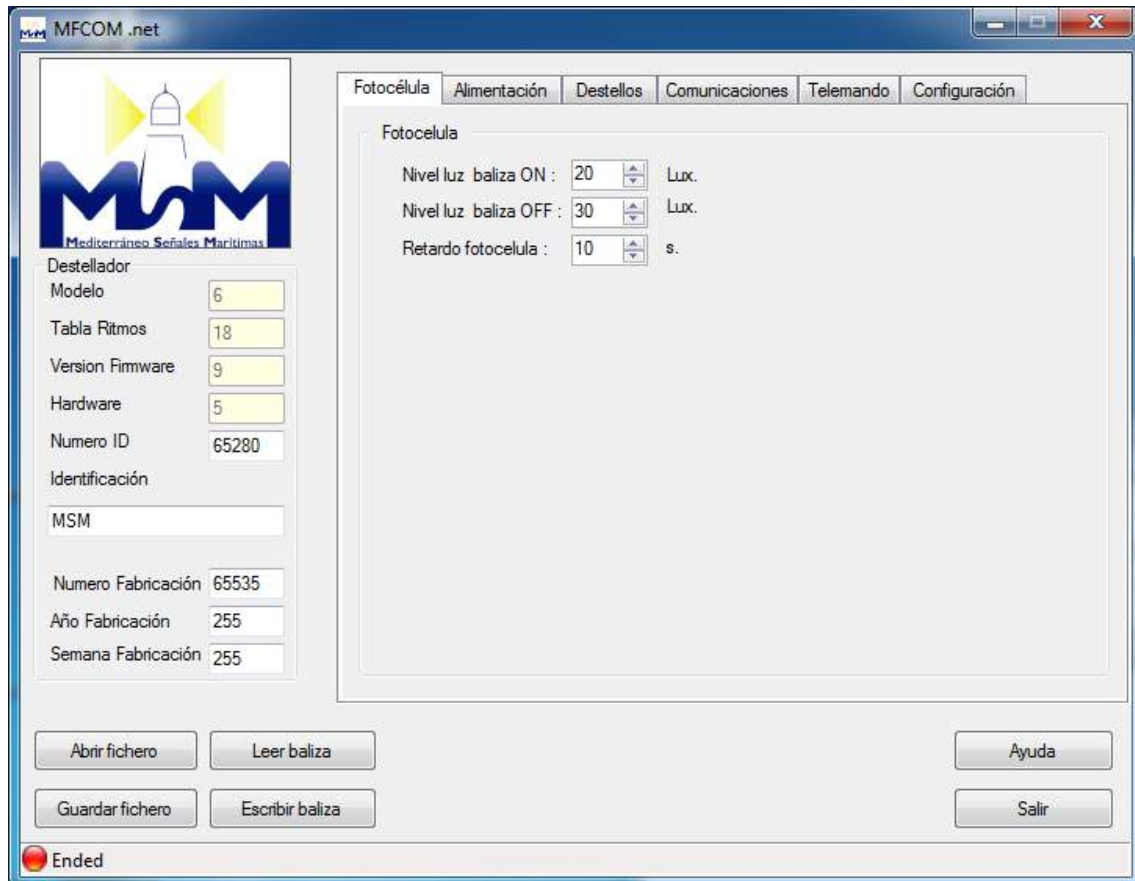 MSM MFCOM .net
MSM
Mediterráneo Señales Maritimas
Destellador
Modelo 6
Tabla Ritmos 18
Version Firmware 9
Hardware 5
Numero ID 65280
Identificación
MSM
Numero Fabricación 65535
Año Fabricación 255
Semana Fabricación 255
Fotocélula Alimentación Destellos Comunicaciones Telemando Configuración
Fotocelula
Nivel luz baliza ON : 20 Lux.
Nivel luz baliza OFF : 30 Lux.
Retardo fotocelula : 10 s.
Abrir fichero Leer baliza Ayuda
Guardar fichero Escribir baliza Salir
Ended